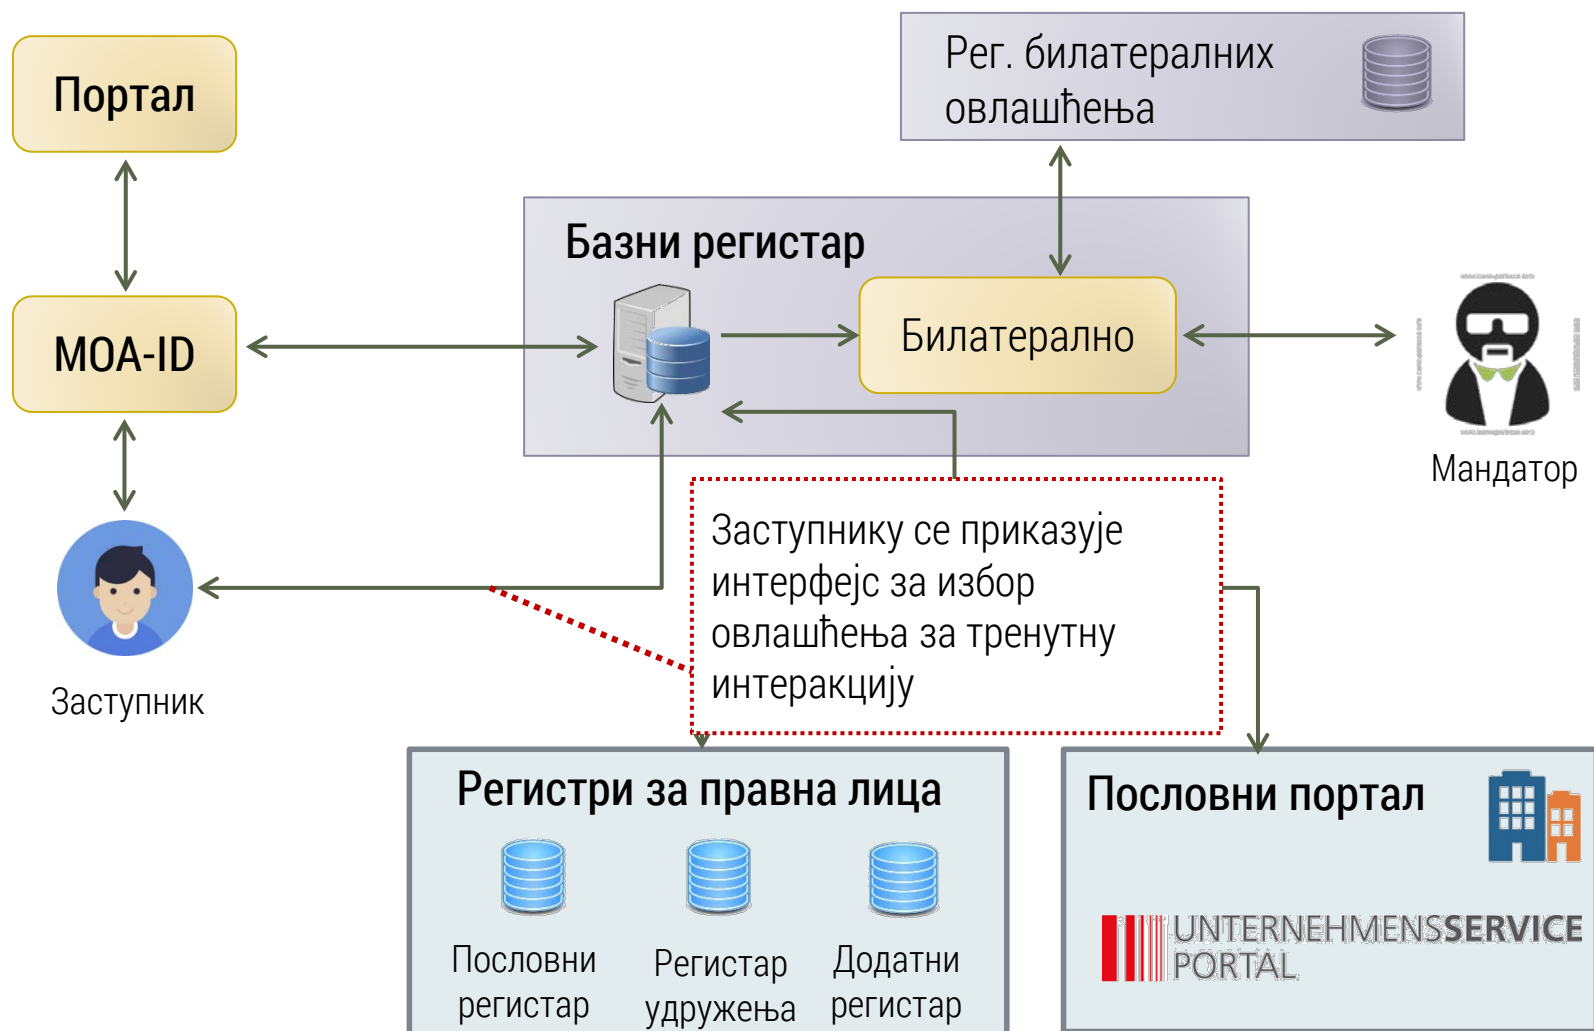 Портал
Рег. билатералних
овлашћења
Базни регистар
MOA-ID
Билатерално
Мандатор
Заступнику се приказује
интерфејс за избор
овлашћења за тренутну
интеракцију
Заступник
Регистри за правна лица
Пословни
регистар
Регистар
удружења
Додатни
регистар
Пословни портал
UNTERNEHMENSSERVICE
PORTAL